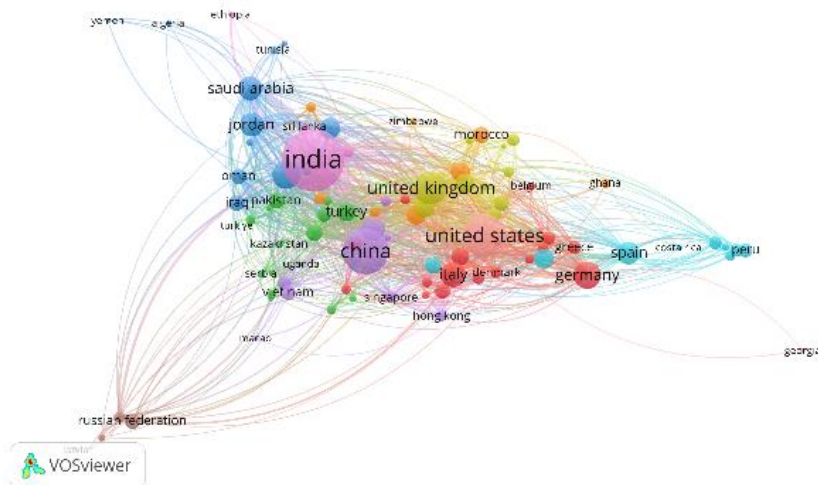 ethiopia
yemen
algeria
tunisia
saudi arabia
jordan
sri lanka
zimbabwe
morocco
india
oman
united kingdom
belgium
ghana
iraq
pakistan
turkey
turkiye
kazakistan
china
united states
greece
spain
costa rica
peru
uganda
serbia
viet nam
italy
denmark
germany
singapore
hong kong
macao
georgia
russian federation
VOSviewer